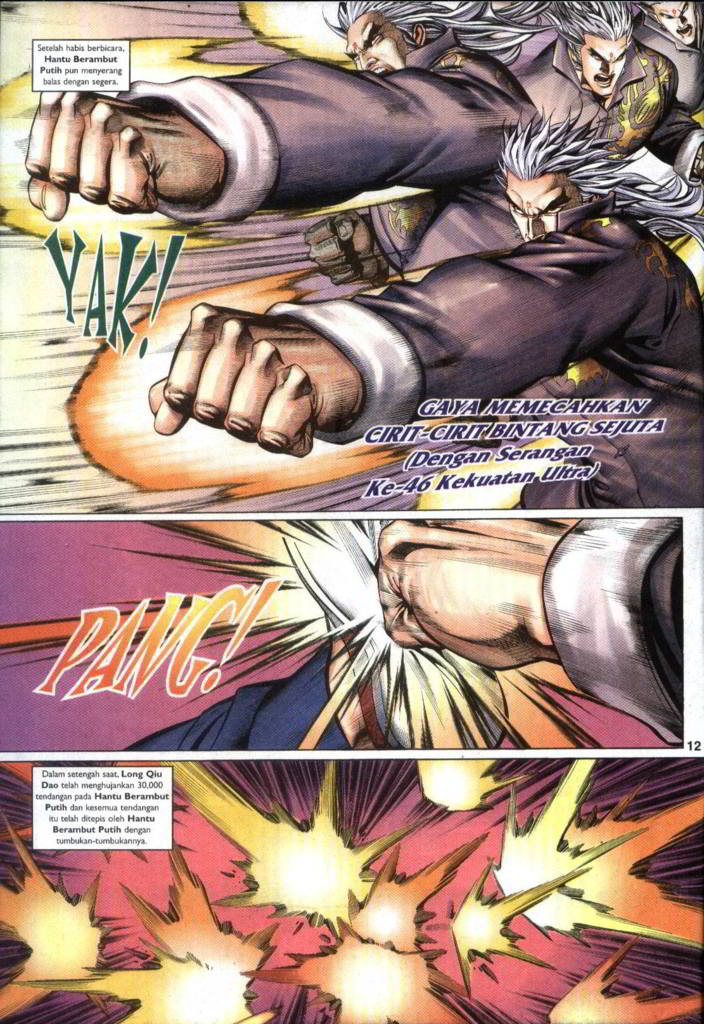 Setelah habis berbicara,
Hantu Berambut
Putih pun menyerang
balas dengan segera.
YAK!
GAYA MEMECAHKAN
CIRIT-CIRIT BINTANG SEJUTA
(Dengan Serangan
Ke-46 Kekuatan Ultra)
PANG!
12
Dalam setengah saat, Long Qiu
Dao telah menghujankan 30,000
tendangan pada Hantu Berambut
Putih dan kesemua tendangan
itu telah ditepis oleh Hantu
Berambut Putih dengan
tumbukan-tumbukannya.